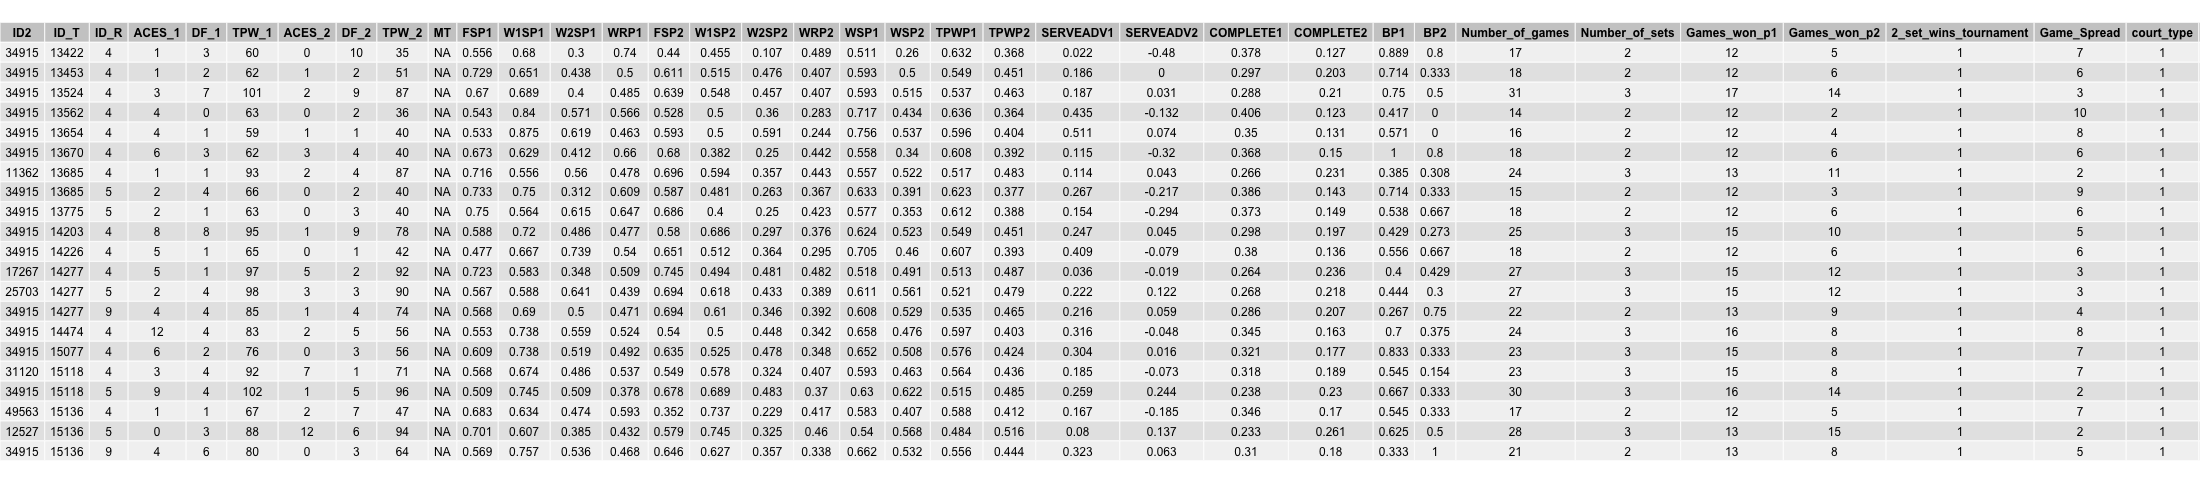 ID2 ID_T ID_R ACES_1 DF_1 TPW_1 ACES_2 DF_2 TPW_2 MT FSP1 W1SP1 W2SP1 WRP1 FSP2 W1SP2 W2SP2 WRP2 WSP1 WSP2 TPWP1 TPWP2 SERVEADV1 SERVEADV2 COMPLETE1 COMPLETE2 BP1 BP2 Number_of_games Number_of_sets Games_won_p1 Games_won_p2 2_set_wins_tournament Game_Spread court_type
34915 13422 4 1 3 60 0 10 35 NA 0.556 0.68 0.3 0.74 0.44 0.455 0.107 0.489 0.511 0.26 0.632 0.368 0.022 -0.48 0.378 0.127 0.889 0.8 17 2 12 5 1 7 1
34915 13453 4 1 2 62 1 2 51 NA 0.729 0.651 0.438 0.5 0.611 0.515 0.476 0.407 0.593 0.5 0.549 0.451 0.186 0 0.297 0.203 0.714 0.333 18 2 12 6 1 6 1
34915 13524 4 3 7 101 2 9 87 NA 0.67 0.689 0.4 0.485 0.639 0.548 0.457 0.407 0.593 0.515 0.537 0.463 0.187 0.031 0.288 0.21 0.75 0.5 31 3 17 14 1 3 1
34915 13562 4 4 0 63 0 2 36 NA 0.543 0.84 0.571 0.566 0.528 0.5 0.36 0.283 0.717 0.434 0.636 0.364 0.435 -0.132 0.406 0.123 0.417 0 14 2 12 2 1 10 1
34915 13654 4 4 1 59 1 1 40 NA 0.533 0.875 0.619 0.463 0.593 0.5 0.591 0.244 0.756 0.537 0.596 0.404 0.511 0.074 0.35 0.131 0.571 0 16 2 12 4 1 8 1
34915 13670 4 6 3 62 3 4 40 NA 0.673 0.629 0.412 0.66 0.68 0.382 0.25 0.442 0.558 0.34 0.608 0.392 0.115 -0.32 0.368 0.15 1 0.8 18 2 12 6 1 6 1
11362 13685 4 1 1 93 2 4 87 NA 0.716 0.556 0.56 0.478 0.696 0.594 0.357 0.443 0.557 0.522 0.517 0.483 0.114 0.043 0.266 0.231 0.385 0.308 24 3 13 11 1 2 1
34915 13685 5 2 4 66 0 2 40 NA 0.733 0.75 0.312 0.609 0.587 0.481 0.263 0.367 0.633 0.391 0.623 0.377 0.267 -0.217 0.386 0.143 0.714 0.333 15 2 12 3 1 9 1
34915 13775 5 2 1 63 0 3 40 NA 0.75 0.564 0.615 0.647 0.686 0.4 0.25 0.423 0.577 0.353 0.612 0.388 0.154 -0.294 0.373 0.149 0.538 0.667 18 2 12 6 1 6 1
34915 14203 4 8 8 95 1 9 78 NA 0.588 0.72 0.486 0.477 0.58 0.686 0.297 0.376 0.624 0.523 0.549 0.451 0.247 0.045 0.298 0.197 0.429 0.273 25 3 15 10 1 5 1
34915 14226 4 5 1 65 0 1 42 NA 0.477 0.667 0.739 0.54 0.651 0.512 0.364 0.295 0.705 0.46 0.607 0.393 0.409 -0.079 0.38 0.136 0.556 0.667 18 2 12 6 1 6 1
17267 14277 4 5 1 97 5 2 92 NA 0.723 0.583 0.348 0.509 0.745 0.494 0.481 0.482 0.518 0.491 0.513 0.487 0.036 -0.019 0.264 0.236 0.4 0.429 27 3 15 12 1 3 1
25703 14277 5 2 4 98 3 3 90 NA 0.567 0.588 0.641 0.439 0.694 0.618 0.433 0.389 0.611 0.561 0.521 0.479 0.222 0.122 0.268 0.218 0.444 0.3 27 3 15 12 1 3 1
34915 14277 9 4 4 85 1 4 74 NA 0.568 0.69 0.5 0.471 0.694 0.61 0.346 0.392 0.608 0.529 0.535 0.465 0.216 0.059 0.286 0.207 0.267 0.75 22 2 13 9 1 4 1
34915 14474 4 12 4 83 2 5 56 NA 0.553 0.738 0.559 0.524 0.54 0.5 0.448 0.342 0.658 0.476 0.597 0.403 0.316 -0.048 0.345 0.163 0.7 0.375 24 3 16 8 1 8 1
34915 15077 4 6 2 76 0 3 56 NA 0.609 0.738 0.519 0.492 0.635 0.525 0.478 0.348 0.652 0.508 0.576 0.424 0.304 0.016 0.321 0.177 0.833 0.333 23 3 15 8 1 7 1
31120 15118 4 3 4 92 7 1 71 NA 0.568 0.674 0.486 0.537 0.549 0.578 0.324 0.407 0.593 0.463 0.564 0.436 0.185 -0.073 0.318 0.189 0.545 0.154 23 3 15 8 1 7 1
34915 15118 5 9 4 102 1 5 96 NA 0.509 0.745 0.509 0.378 0.678 0.689 0.483 0.37 0.63 0.622 0.515 0.485 0.259 0.244 0.238 0.23 0.667 0.333 30 3 16 14 1 2 1
49563 15136 4 1 1 67 2 7 47 NA 0.683 0.634 0.474 0.593 0.352 0.737 0.229 0.417 0.583 0.407 0.588 0.412 0.167 -0.185 0.346 0.17 0.545 0.333 17 2 12 5 1 7 1
12527 15136 5 0 3 88 12 6 94 NA 0.701 0.607 0.385 0.432 0.579 0.745 0.325 0.46 0.54 0.568 0.484 0.516 0.08 0.137 0.233 0.261 0.625 0.5 28 3 13 15 1 2 1
34915 15136 9 4 6 80 0 3 64 NA 0.569 0.757 0.536 0.468 0.646 0.627 0.357 0.338 0.662 0.532 0.556 0.444 0.323 0.063 0.31 0.18 0.333 1 21 2 13 8 1 5 1